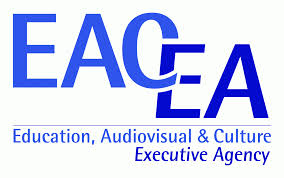 EAC
EA
Education, Audiovisual & Culture
Executive Agency